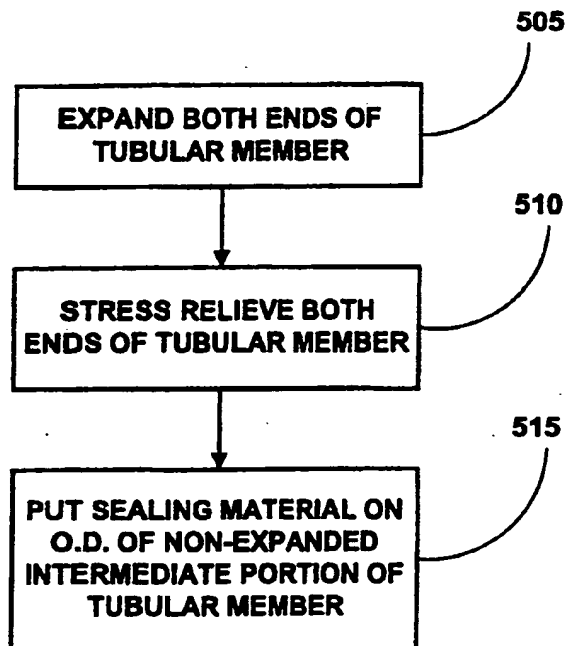 505
EXPAND BOTH ENDS OF
TUBULAR MEMBER
510
STRESS RELIEVE BOTH
ENDS OF TUBULAR MEMBER
515
PUT SEALING MATERIAL ON
O.D. OF NON-EXPANDED
INTERMEDIATE PORTION OF
TUBULAR MEMBER